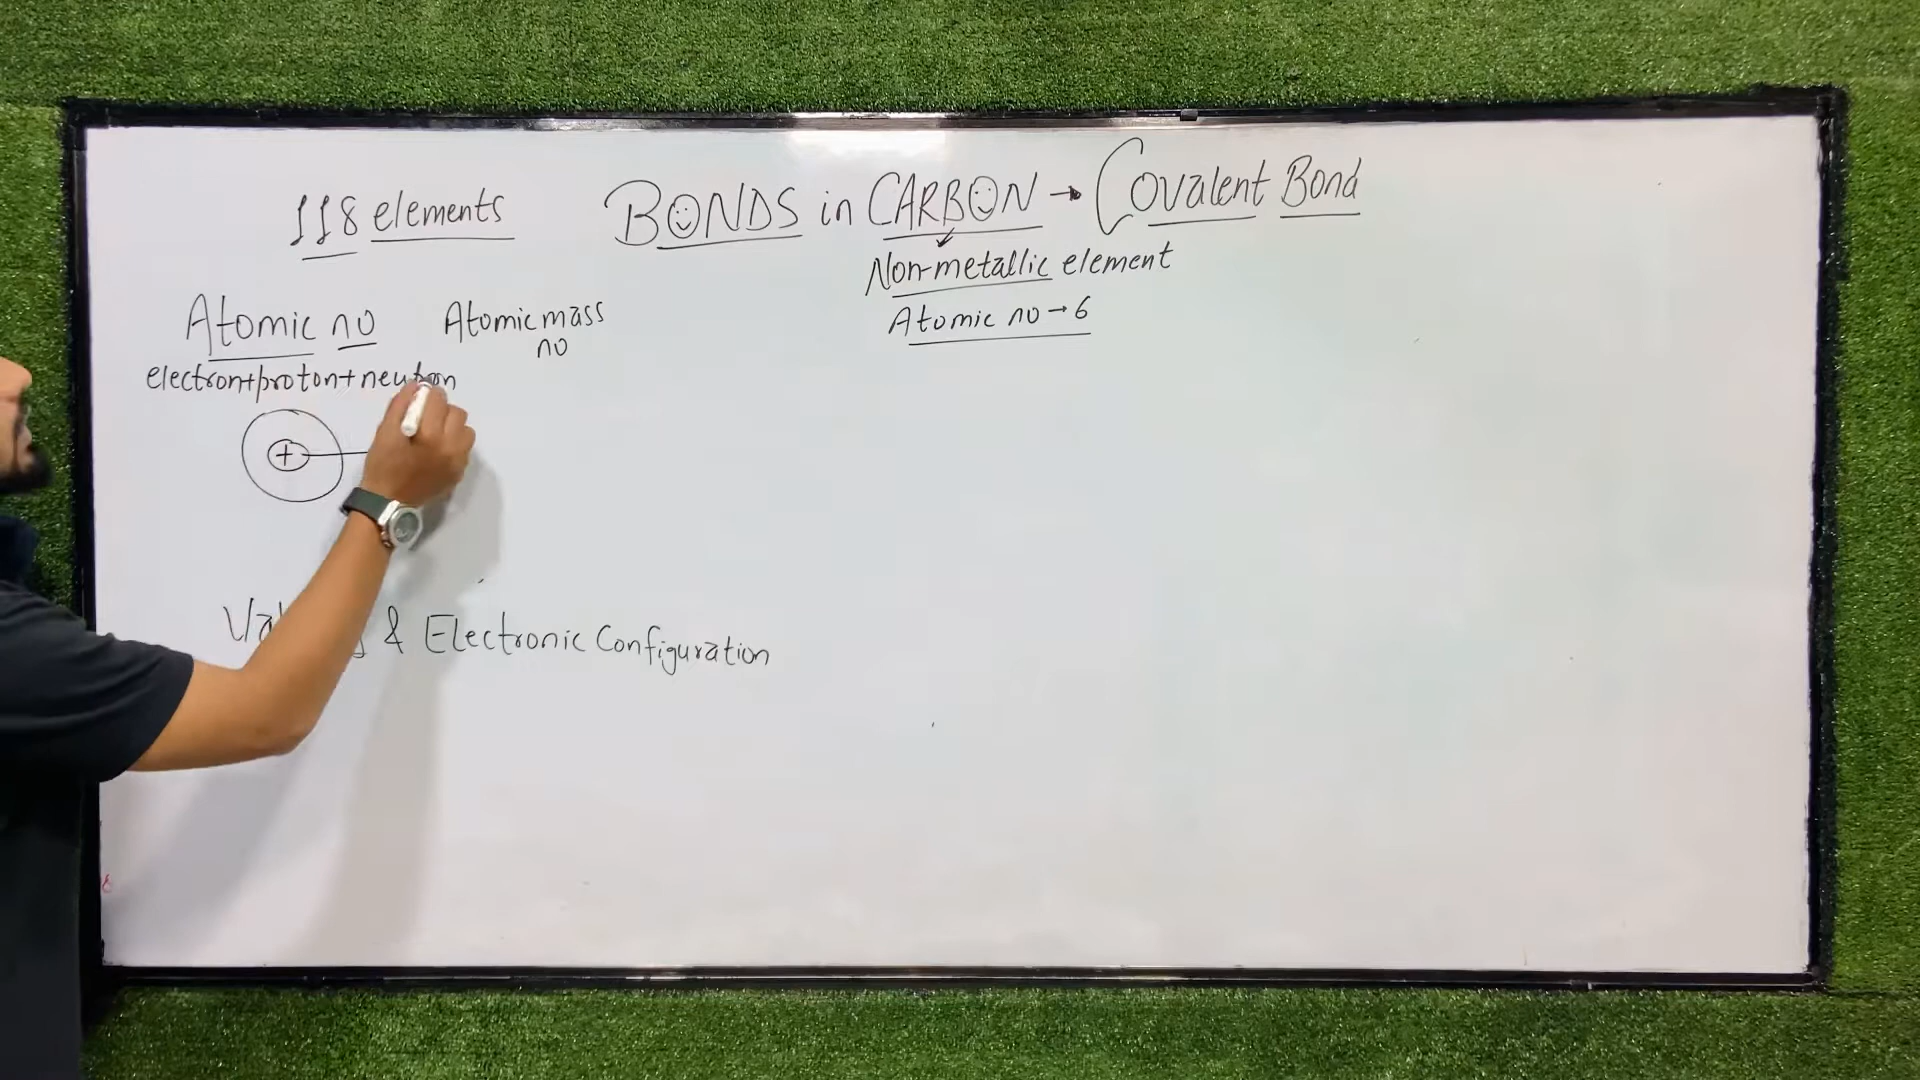 118 elements
BONDS in CARBON → Covalent Bond
Non-metallic element
Atomic no → 6
Atomic no
Atomic mass
no
electron+proton+neutron
+
& Electronic Configuration